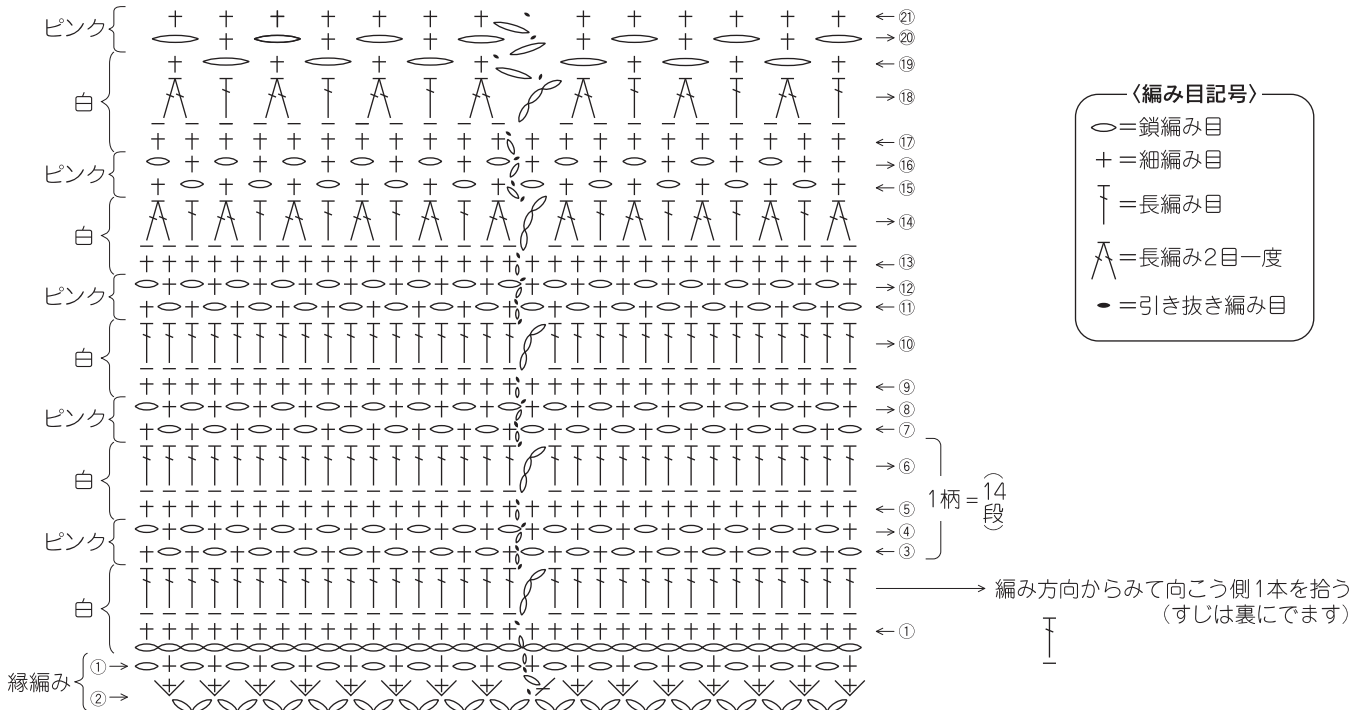 ピンク
白
ピンク
白
ピンク
白
ピンク
白
ピンク
白
縁編み
①
②
㉑
⑳
⑲
⑱
⑰
⑯
⑮
⑭
⑬
⑫
⑪
⑩
⑨
⑧
⑦
⑥
⑤
④
③
①
1柄=(14段)
編み方向からみて向こう側1本を拾う
(すじは裏にでます)
〈編み目記号〉
=鎖編み目
=細編み目
=長編み目
=長編み2目一度
=引き抜き編み目